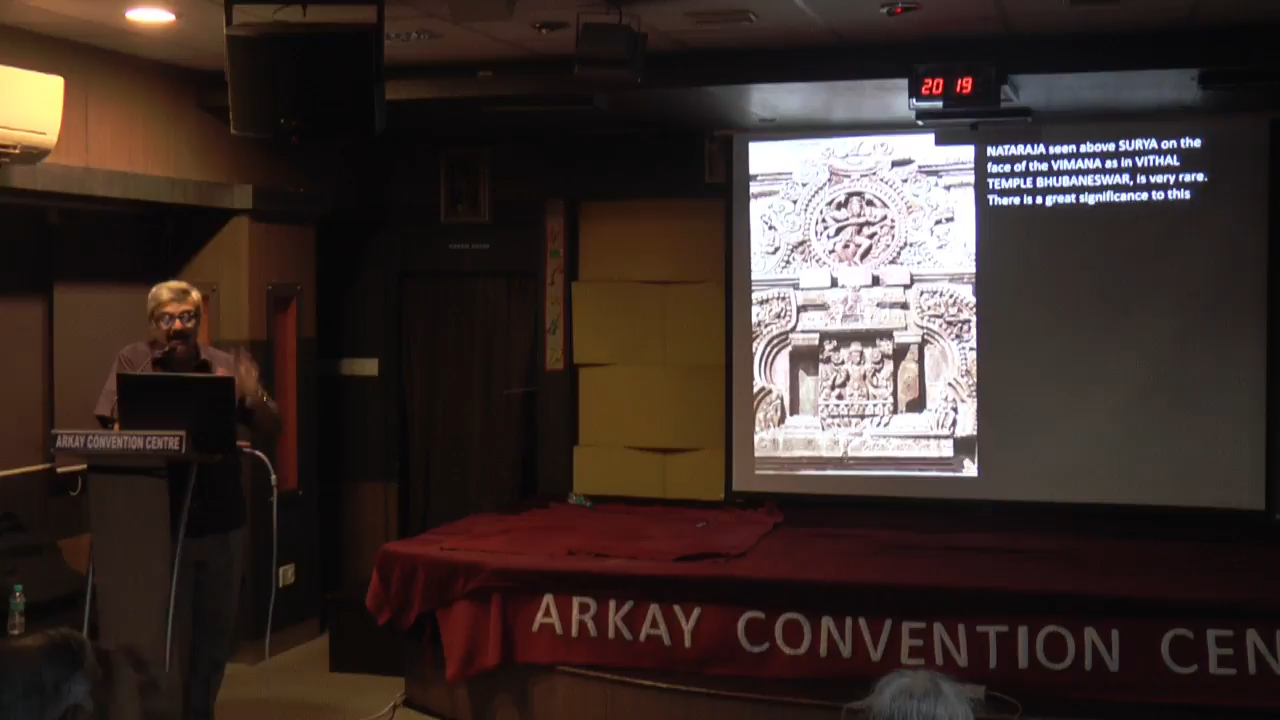 20 19
NATARAJA seen above SURYA on the
face of the VIMANA as in VITHAL
TEMPLE BHUBANESWAR, is very rare.
There is a great significance to this
ARKAY CONVENTION CENTRE
ARKAY CONVENTION CEN